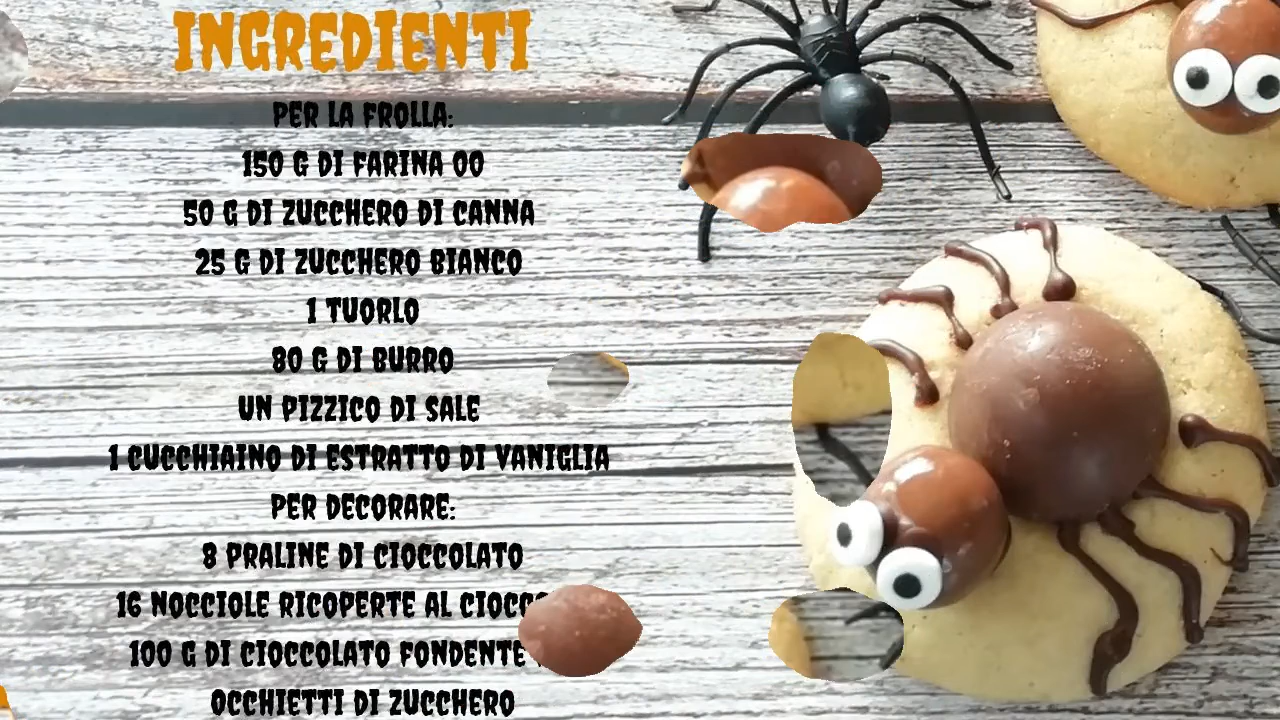 INGREDIENTI
PER LA FROLLA:
150 G DI FARINA 00
50 G DI ZUCCHERO DI CANNA
25 G DI ZUCCHERO BIANCO
1 TUORLO
80 G DI BURRO
UN PIZZICO DI SALE
1 CUCCHIAINO DI ESTRATTO DI VANIGLIA
PER DECORARE:
8 PRALINE DI CIOCCOLATO
16 NOCCIOLE RICOPERTE AL
100 G DI CIOCCOLATO FONDENTE
OCCHIETTI DI ZUCCHERO